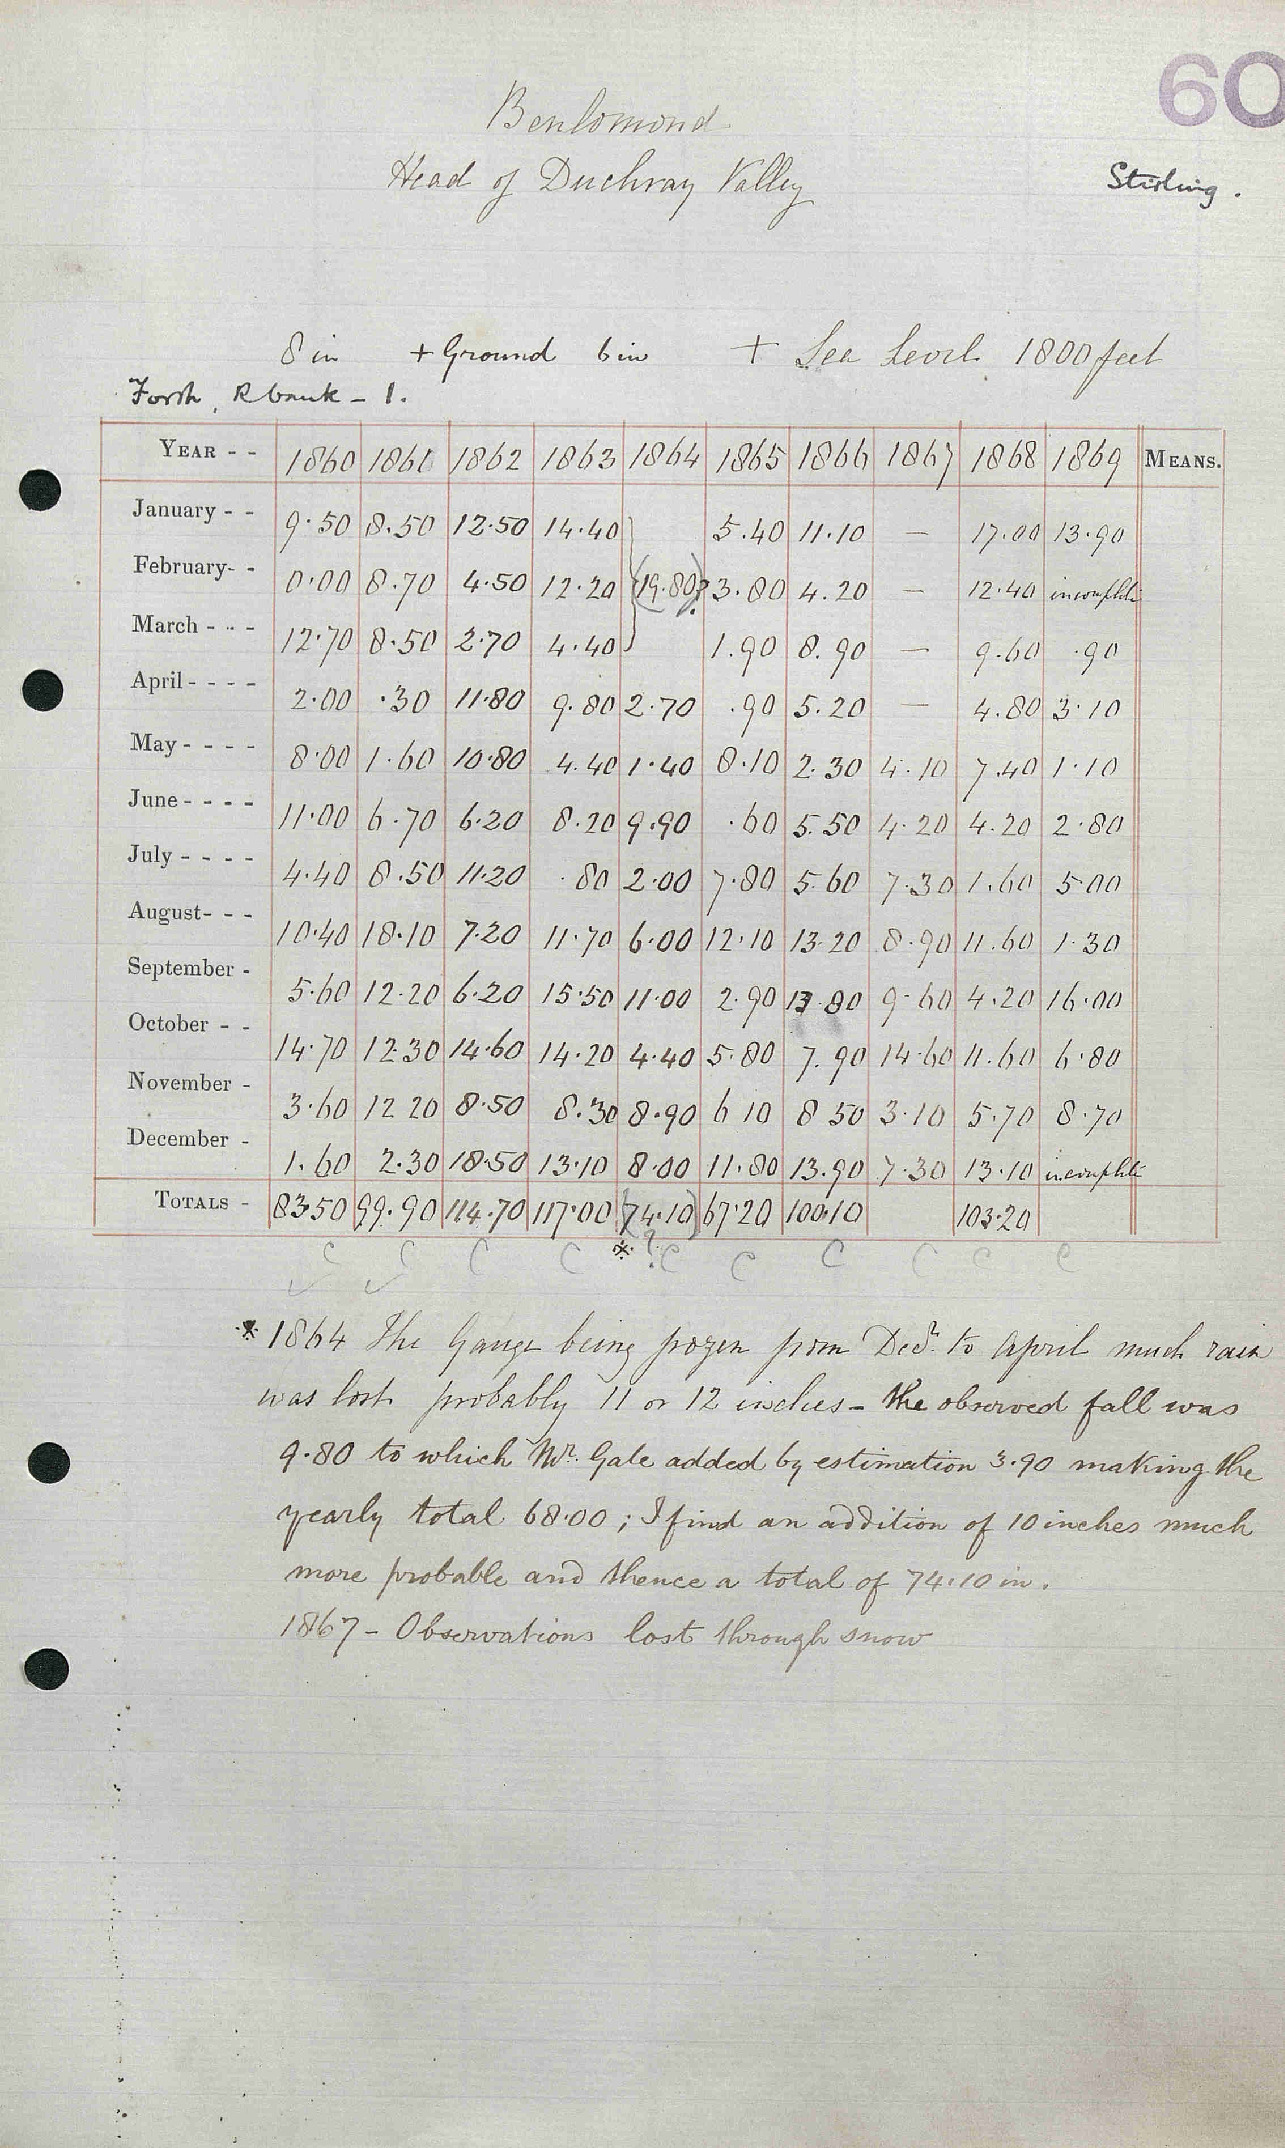 60
Benlomond
Head of Duchray Valley
Stirling.
8 in + Ground 6 in + Sea Level 1800 feet
Forth, Rbank - 1.
YEAR - - 1860 1861 1862 1863 1864 1865 1866 1867 1868 1869 MEANS.
January - - 9.50 8.50 12.50 14.40 5.40 11.10 — 17.00 13.90
February- - 0.00 8.70 4.50 12.20 (19.80)? 3.80 4.20 — 12.40 incomplete
March - - - 12.70 8.50 2.70 4.40 1.90 8.90 — 9.60 .90
April - - - - 2.00 .30 11.80 9.80 2.70 .90 5.20 — 4.80 3.10
May - - - - 8.00 1.60 10.80 4.40 1.40 8.10 2.30 4.10 7.40 1.10
June - - - - 11.00 6.70 6.20 8.20 9.90 .60 5.50 4.20 4.20 2.80
July - - - - 4.40 8.50 11.20 .80 2.00 7.80 5.60 7.30 1.60 5.00
August- - - 10.40 18.10 7.20 11.70 6.00 12.10 13.20 8.90 11.60 1.30
September - 5.60 12.20 6.20 15.50 11.00 2.90 13.80 9.60 4.20 16.00
October - - 14.70 12.30 14.60 14.20 4.40 5.80 7.90 14.60 11.60 6.80
November - 3.60 12 20 8.50 8.30 8.90 6 10 8 50 3.10 5.70 8.70
December - 1.60 2.30 18.50 13.10 8.00 11.80 13.90 7.30 13.10 incomplete
TOTALS - 83.50 99.90 114.70 117.00 (74.10) 67.20 100.10 103.20
C C C C * ? C C C C C C
* 1864 The Gauge being frozen from Decr. to April much rain
was lost probably 11 or 12 inches – the observed fall was
9.80 to which Mr. Gale added by estimation 3.90 making the
yearly total 68.00; I find an addition of 10 inches much
more probable and thence a total of 74.10 in.
1867 – Observations lost through snow